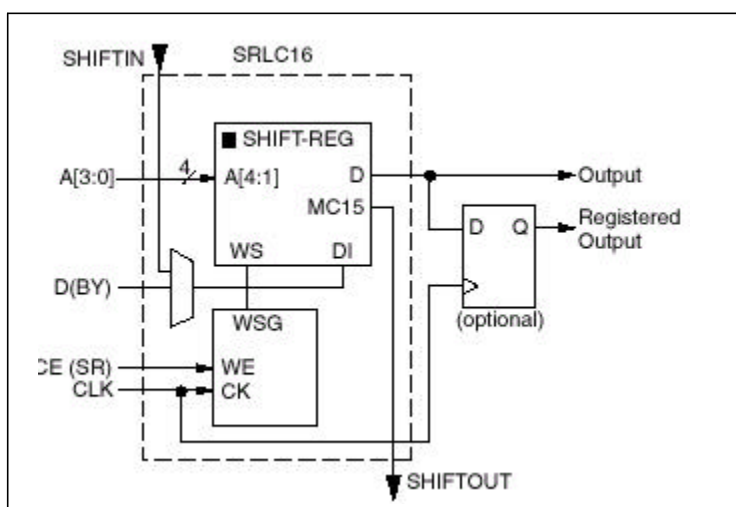 SHIFTIN
SRLC16
SHIFT-REG
A[3:0]
4
A[4:1]
D
MC15
Output
D
Q
Registered
Output
WS
DI
D(BY)
WSG
(optional)
CE (SR)
WE
CLK
CK
SHIFTOUT